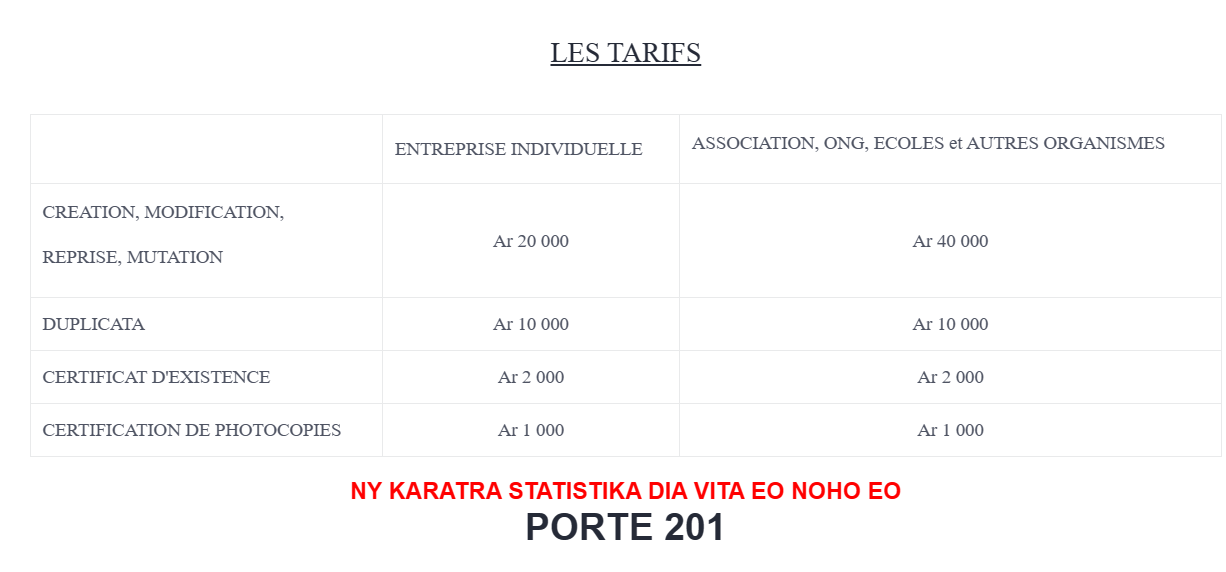 LES TARIFS
ENTREPRISE INDIVIDUELLE
ASSOCIATION, ONG, ECOLES et AUTRES ORGANISMES
CREATION, MODIFICATION,
REPRISE, MUTATION
Ar 20 000
Ar 40 000
DUPLICATA
Ar 10 000
Ar 10 000
CERTIFICAT D'EXISTENCE
Ar 2 000
Ar 2 000
CERTIFICATION DE PHOTOCOPIES
Ar 1 000
Ar 1 000
NY KARATRA STATISTIKA DIA VITA EO NOHO EO
PORTE 201